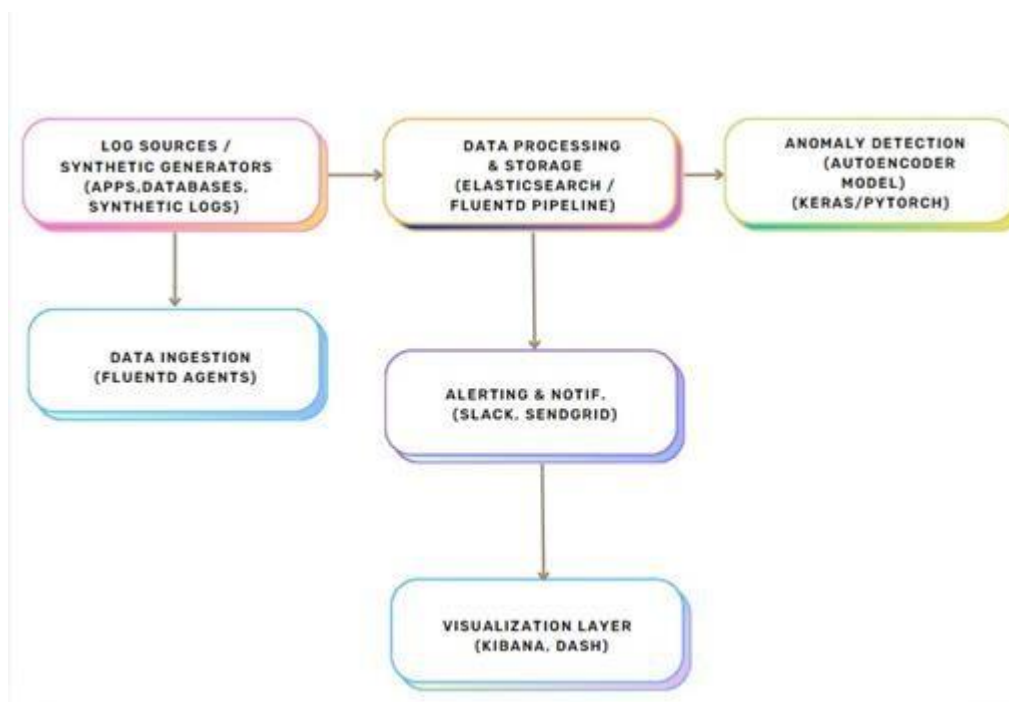 LOG SOURCES /
SYNTHETIC GENERATORS
(APPS,DATABASES,
SYNTHETIC LOGS)
DATA PROCESSING
& STORAGE
(ELASTICSEARCH /
FLUENTD PIPELINE)
ANOMALY DETECTION
(AUTOENCODER
MODEL)
(KERAS/PYTORCH)
DATA INGESTION
(FLUENTD AGENTS)
ALERTING & NOTIF.
(SLACK, SENDGRID)
VISUALIZATION LAYER
(KIBANA, DASH)